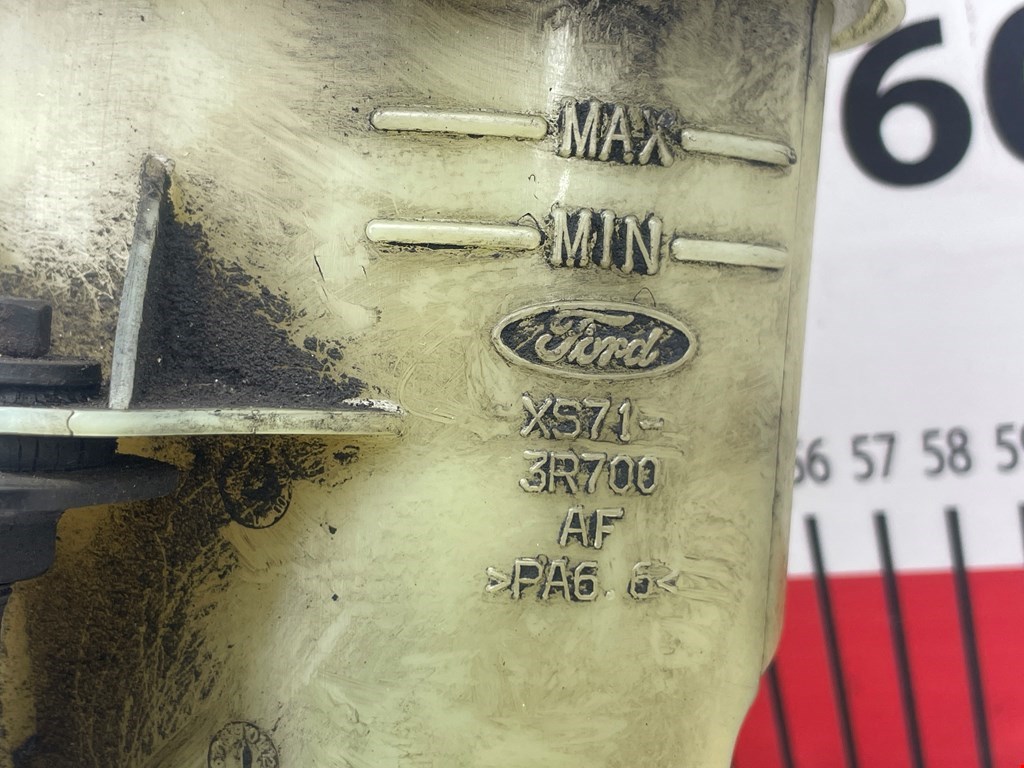 60
MAX
MIN
Ford
XS71-
3R700
AF
>PA6.6<
56 57 58 59